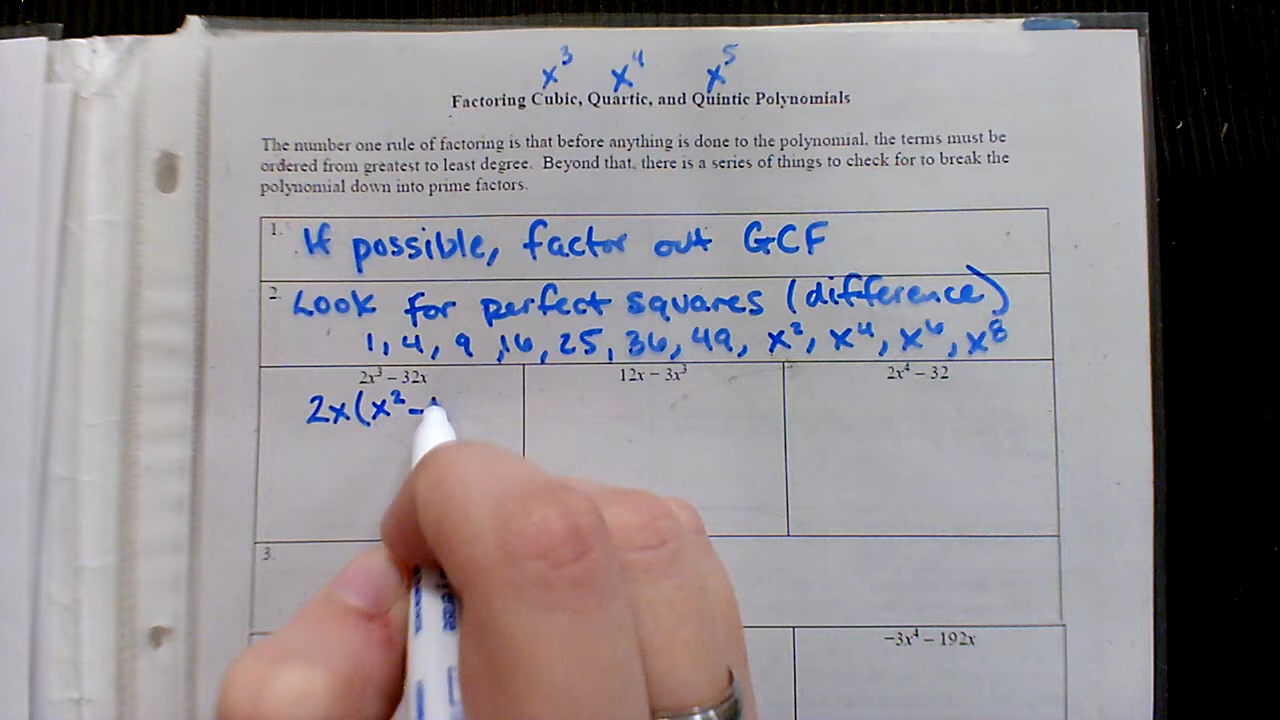 x³ x⁴ x⁵
Factoring Cubic, Quartic, and Quintic Polynomials
The number one rule of factoring is that before anything is done to the polynomial, the terms must be
ordered from greatest to least degree. Beyond that, there is a series of things to check for to break the
polynomial down into prime factors.
1. If possible, factor out GCF
2. Look for perfect squares (difference)
1, 4, 9, 16, 25, 36, 49, x², x⁴, x⁶, x⁸
2x³ – 32x
12x – 3x³
2x⁴ – 32
2x(x² –
3.
–3x⁴ – 192x